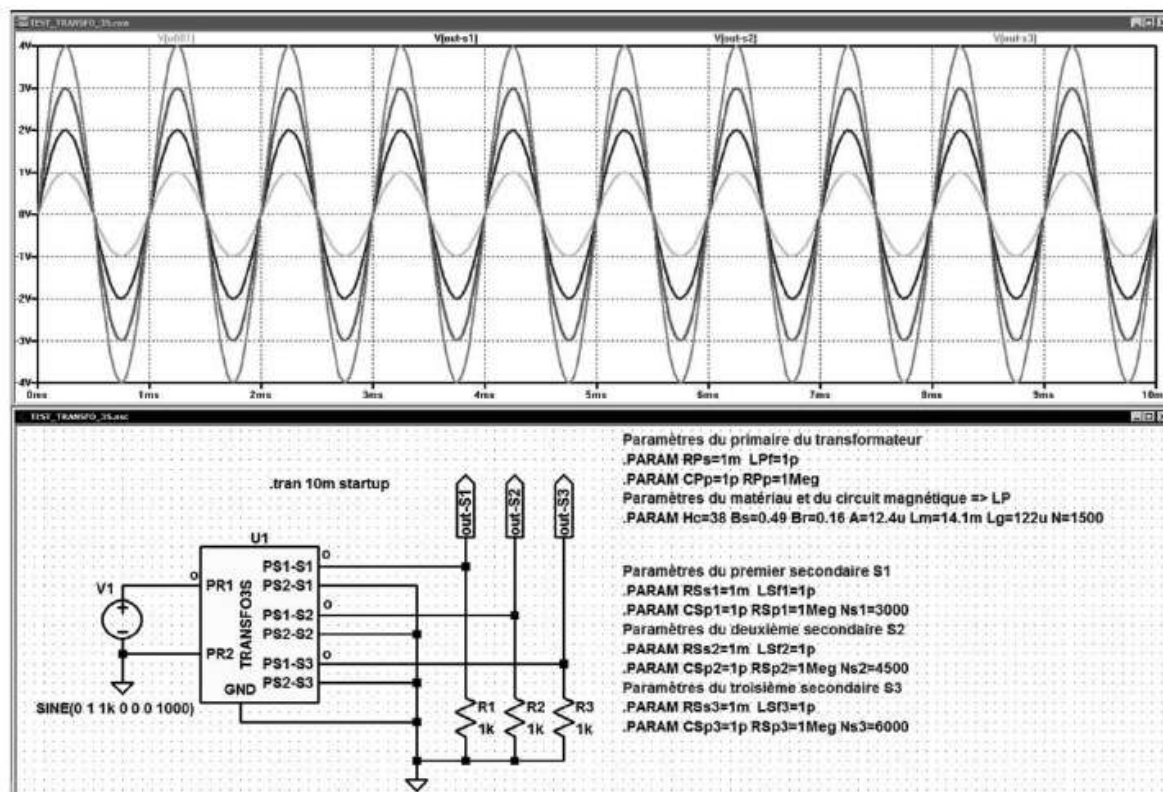 TEST_TRANSFO_3S.raw
V(n001) V(out-s1) V(out-s2) V(out-s3)
4V
3V
2V
1V
0V
-1V
-2V
-3V
-4V
0ms 1ms 2ms 3ms 4ms 5ms 6ms 7ms 8ms 9ms 10ms
TEST_TRANSFO_3S.asc
.tran 10m startup
out-S1
out-S2
out-S3
U1
V1
PR1
PR2
TRANSFO3S
GND
PS1-S1
PS2-S1
PS1-S2
PS2-S2
PS1-S3
PS2-S3
SINE(0 1 1k 0 0 0 1000)
R1
1k
R2
1k
R3
1k
Paramètres du primaire du transformateur
.PARAM RPs=1m LPf=1p
.PARAM CPp=1p RPp=1Meg
Paramètres du matériau et du circuit magnétique => LP
.PARAM Hc=38 Bs=0.49 Br=0.16 A=12.4u Lm=14.1m Lg=122u N=1500
Paramètres du premier secondaire S1
.PARAM RSs1=1m LSf1=1p
.PARAM CSp1=1p RSp1=1Meg Ns1=3000
Paramètres du deuxième secondaire S2
.PARAM RSs2=1m LSf2=1p
.PARAM CSp2=1p RSp2=1Meg Ns2=4500
Paramètres du troisième secondaire S3
.PARAM RSs3=1m LSf3=1p
.PARAM CSp3=1p RSp3=1Meg Ns3=6000